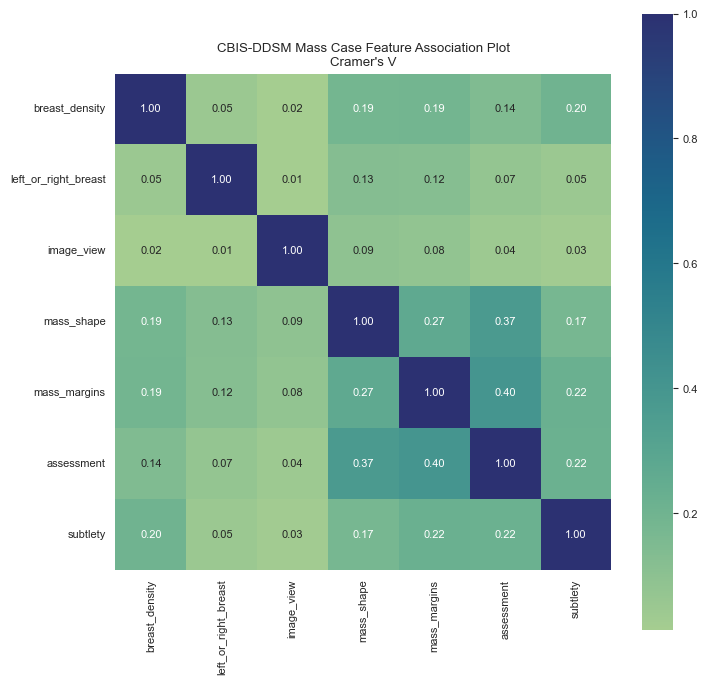 CBIS-DDSM Mass Case Feature Association Plot
Cramer's V
1.0
0.8
0.6
0.4
0.2
breast_density 1.00 0.05 0.02 0.19 0.19 0.14 0.20
left_or_right_breast 0.05 1.00 0.01 0.13 0.12 0.07 0.05
image_view 0.02 0.01 1.00 0.09 0.08 0.04 0.03
mass_shape 0.19 0.13 0.09 1.00 0.27 0.37 0.17
mass_margins 0.19 0.12 0.08 0.27 1.00 0.40 0.22
assessment 0.14 0.07 0.04 0.37 0.40 1.00 0.22
subtlety 0.20 0.05 0.03 0.17 0.22 0.22 1.00
breast_density
left_or_right_breast
image_view
mass_shape
mass_margins
assessment
subtlety